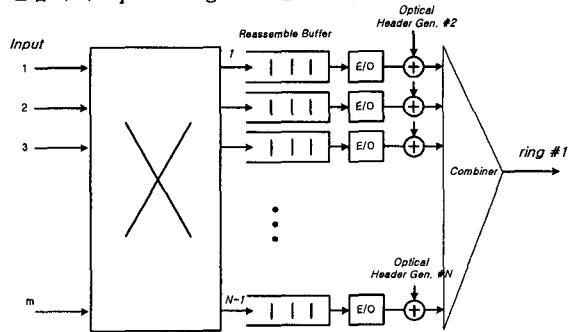 Optical
Header Gen. #2
Reassemble Buffer
Input
1
1
E/O
2
E/O
3
E/O
ring #1
Combiner
Optical
Header Gen. #N
m
N-1
E/O